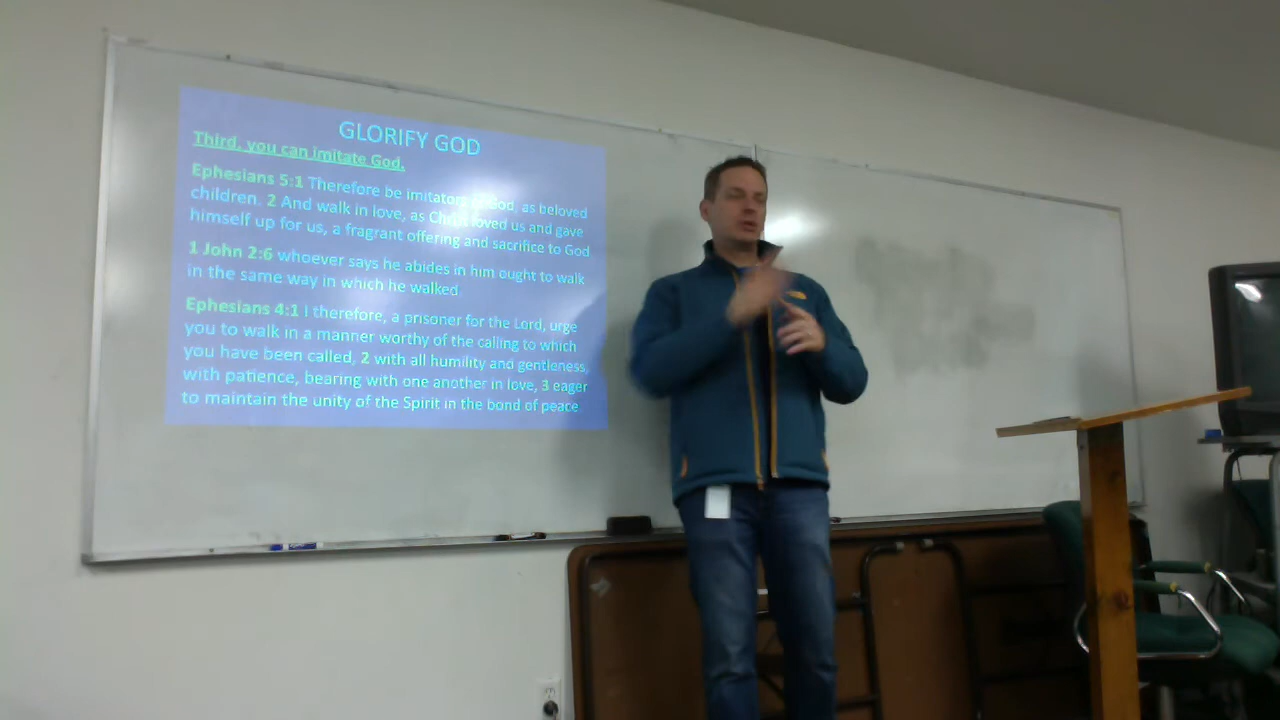 GLORIFY GOD
Third, you can imitate God.
Ephesians 5:1 Therefore be imitators of God, as beloved
children. 2 And walk in love, as Christ loved us and gave
himself up for us, a fragrant offering and sacrifice to God
1 John 2:6 whoever says he abides in him ought to walk
in the same way in which he walked
Ephesians 4:1 I therefore, a prisoner for the Lord, urge
you to walk in a manner worthy of the calling to which
you have been called, 2 with all humility and gentleness,
with patience, bearing with one another in love, 3 eager
to maintain the unity of the Spirit in the bond of peace